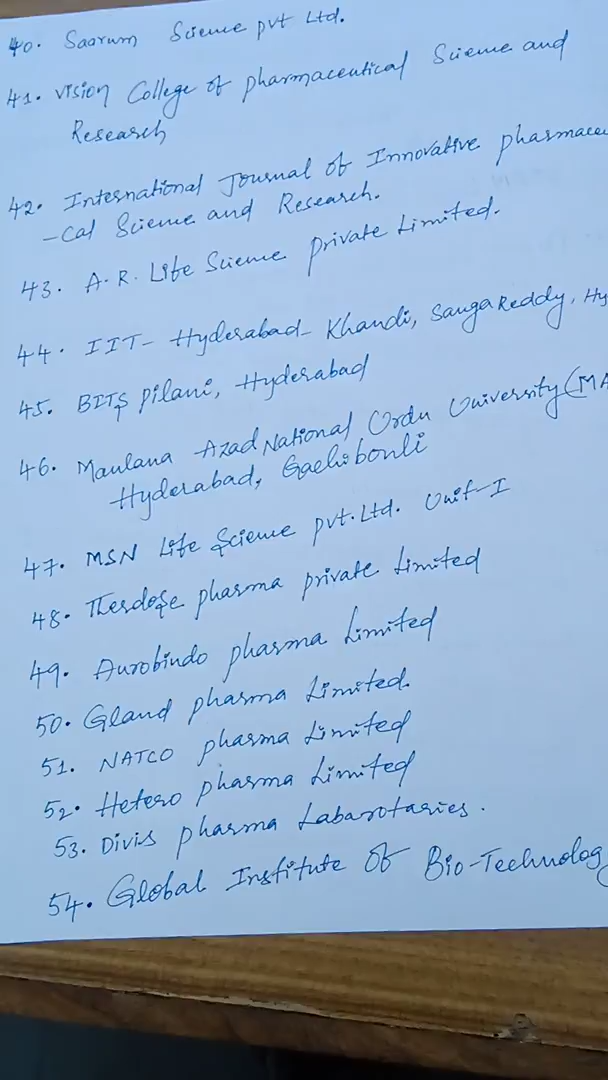 40. Saarum Science pvt Ltd.
41. Vision College of pharmaceutical Science and
Research
42. International Journal of Innovative pharmaceu
-Cal Science and Research.
43. A.R. Life Science private Limited.
44. IIT- Hyderabad- Khandi, SangaReddy, Hy
45. BITS Pilani, Hyderabad
46. Maulana Azad National Ordu University (MA
Hyderabad, Gachibonli
47. MSN Life Science pvt.Ltd. Unit-I
48. Therdose pharma private Limited
49. Aurobindo pharma Limited
50. Gland pharma Limited.
51. NATCO pharma Limited
52. Hetero pharma Limited
53. Divis pharma Labarotaries.
54. Global Institute of Bio-Technolog